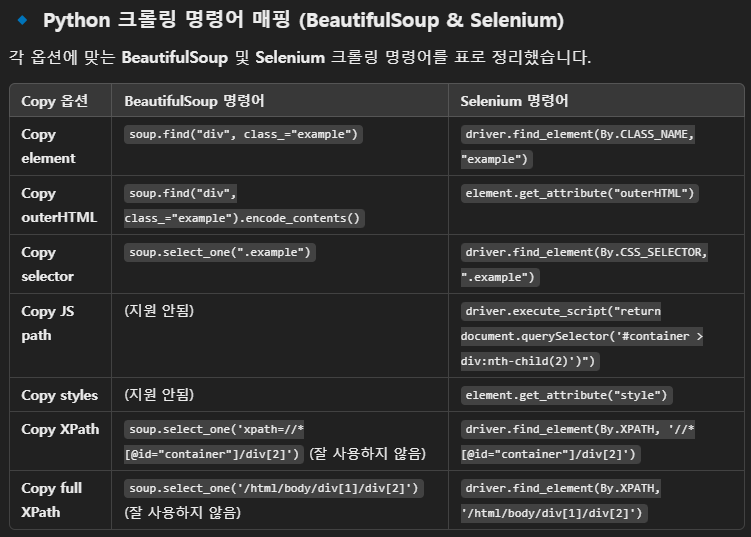 Python 크롤링 명령어 매핑 (BeautifulSoup & Selenium)
각 옵션에 맞는 BeautifulSoup 및 Selenium 크롤링 명령어를 표로 정리했습니다.
Copy 옵션 BeautifulSoup 명령어 Selenium 명령어
Copy element
soup.find("div", class_="example")
driver.find_element(By.CLASS_NAME,
"example")
Copy
outerHTML
soup.find("div",
class_="example").encode_contents()
element.get_attribute("outerHTML")
Copy
selector
soup.select_one(".example")
driver.find_element(By.CSS_SELECTOR,
".example")
Copy JS
path
(지원 안됨)
driver.execute_script("return
document.querySelector('#container >
div:nth-child(2)')")
Copy styles
(지원 안됨)
element.get_attribute("style")
Copy XPath
soup.select_one('xpath=//*
[@id="container"]/div[2]') (잘 사용하지 않음)
driver.find_element(By.XPATH, '//*
[@id="container"]/div[2]')
Copy full
XPath
soup.select_one('/html/body/div[1]/div[2]')
(잘 사용하지 않음)
driver.find_element(By.XPATH,
'/html/body/div[1]/div[2]')